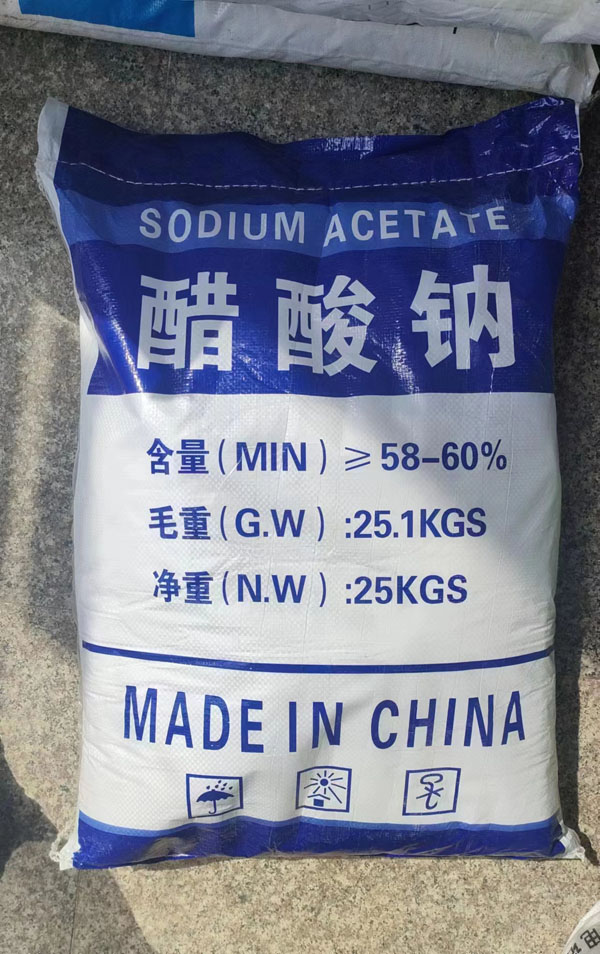 SODIUM ACETATE
醋酸钠
含量(MIN)≥58-60%
毛重(G.W):25.1KGS
净重(N.W):25KGS
MADE IN CHINA